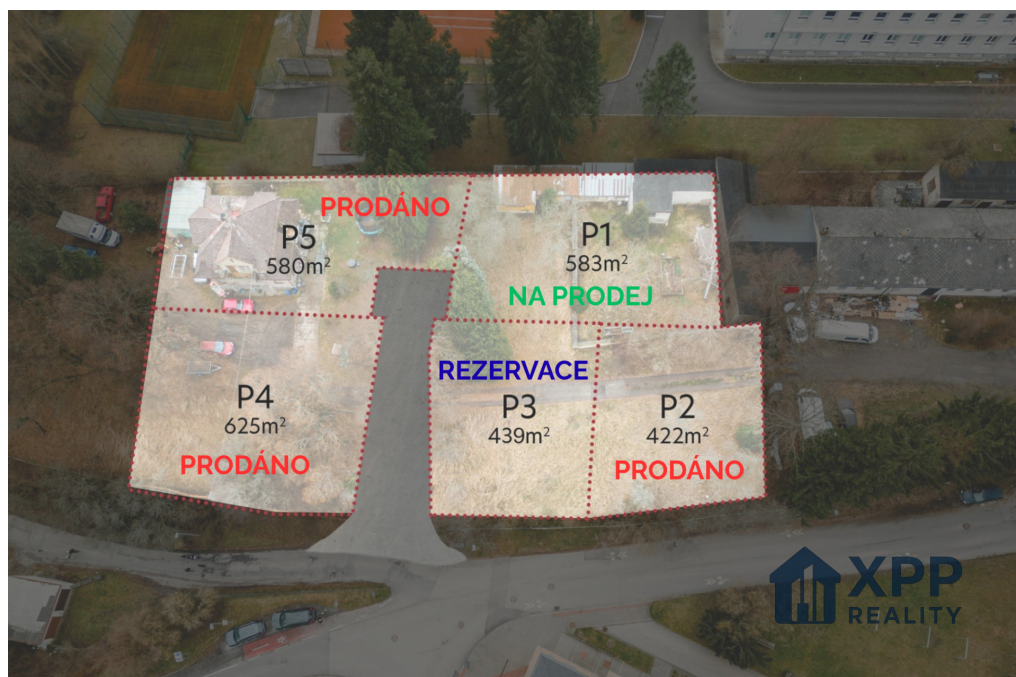 PRODÁNO
P5
580m²
P1
583m²
NA PRODEJ
REZERVACE
P4
625m²
PRODÁNO
P3
439m²
P2
422m²
PRODÁNO
XPP
REALITY